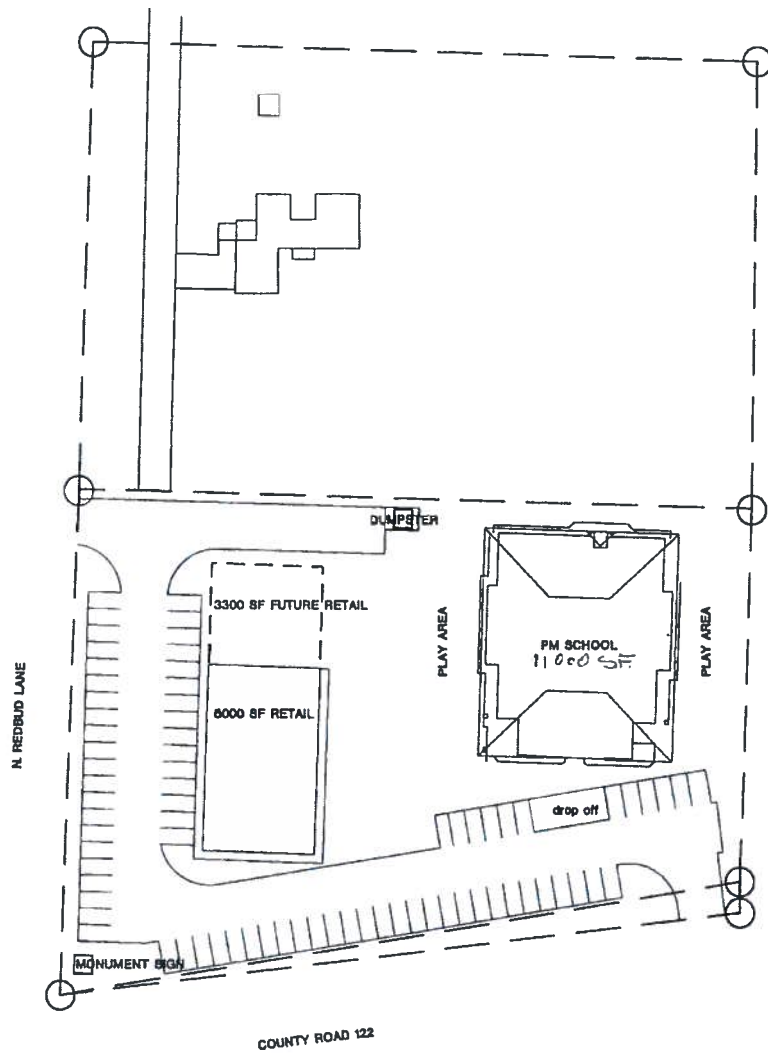 DUMPSTER
3300 SF FUTURE RETAIL
PLAY AREA
PLAY AREA
PM SCHOOL
11000 SF.
N. REDBUD LANE
6000 SF RETAIL
drop off
MONUMENT SIGN
COUNTY ROAD 122